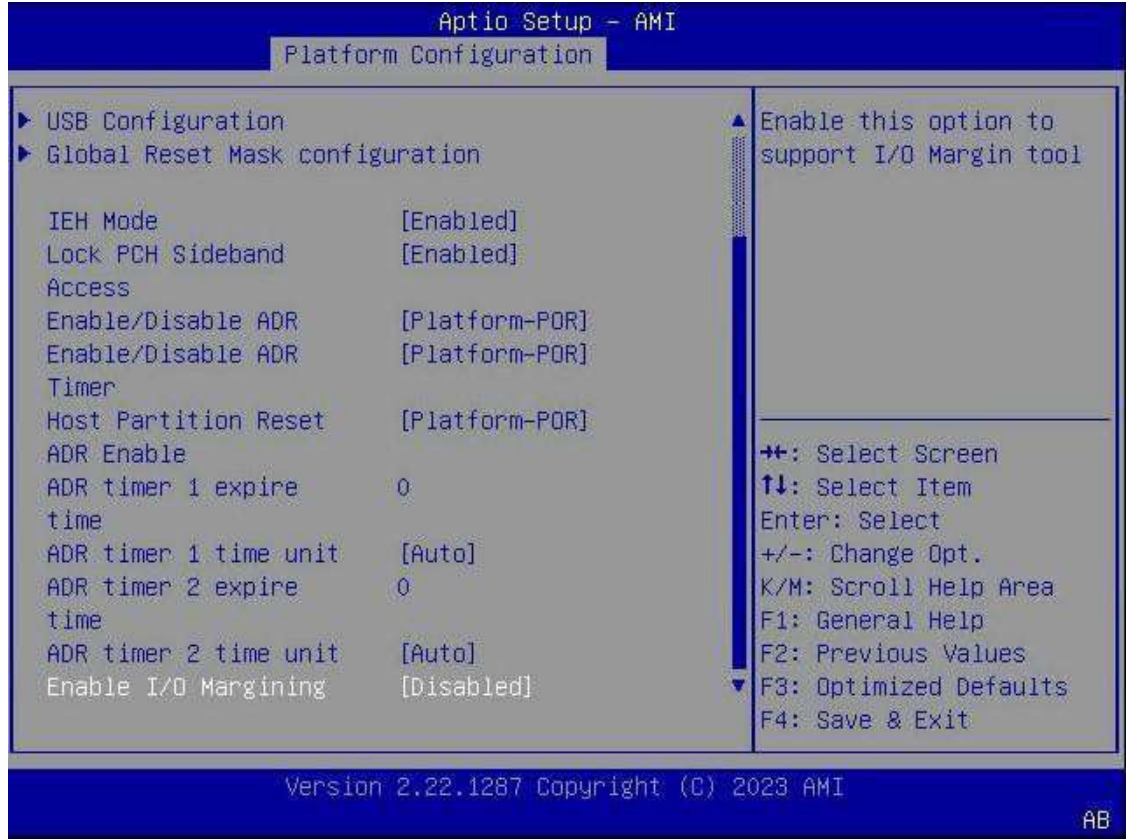 Aptio Setup – AMI
Platform Configuration
▶ USB Configuration
▶ Global Reset Mask configuration
IEH Mode [Enabled]
Lock PCH Sideband [Enabled]
Access
Enable/Disable ADR [Platform-POR]
Enable/Disable ADR [Platform-POR]
Timer
Host Partition Reset [Platform-POR]
ADR Enable
ADR timer 1 expire 0
time
ADR timer 1 time unit [Auto]
ADR timer 2 expire 0
time
ADR timer 2 time unit [Auto]
Enable I/O Margining [Disabled]
Enable this option to
support I/O Margin tool
→←: Select Screen
↑↓: Select Item
Enter: Select
+/-: Change Opt.
K/M: Scroll Help Area
F1: General Help
F2: Previous Values
F3: Optimized Defaults
F4: Save & Exit
Version 2.22.1287 Copyright (C) 2023 AMI
AB